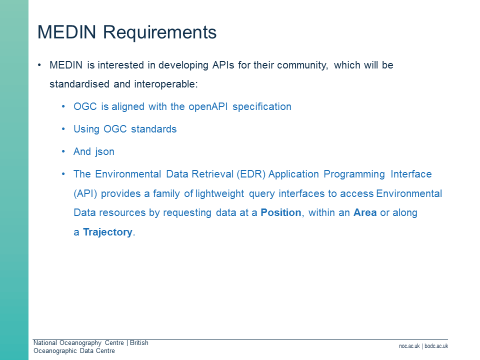 MEDIN Requirements
• MEDIN is interested in developing APIs for their community, which will be
standardised and interoperable:
• OGC is aligned with the openAPI specification
• Using OGC standards
• And json
• The Environmental Data Retrieval (EDR) Application Programming Interface
(API) provides a family of lightweight query interfaces to access Environmental
Data resources by requesting data at a Position, within an Area or along
a Trajectory.
National Oceanography Centre | British
Oceanographic Data Centre
noc.ac.uk | bodc.ac.uk